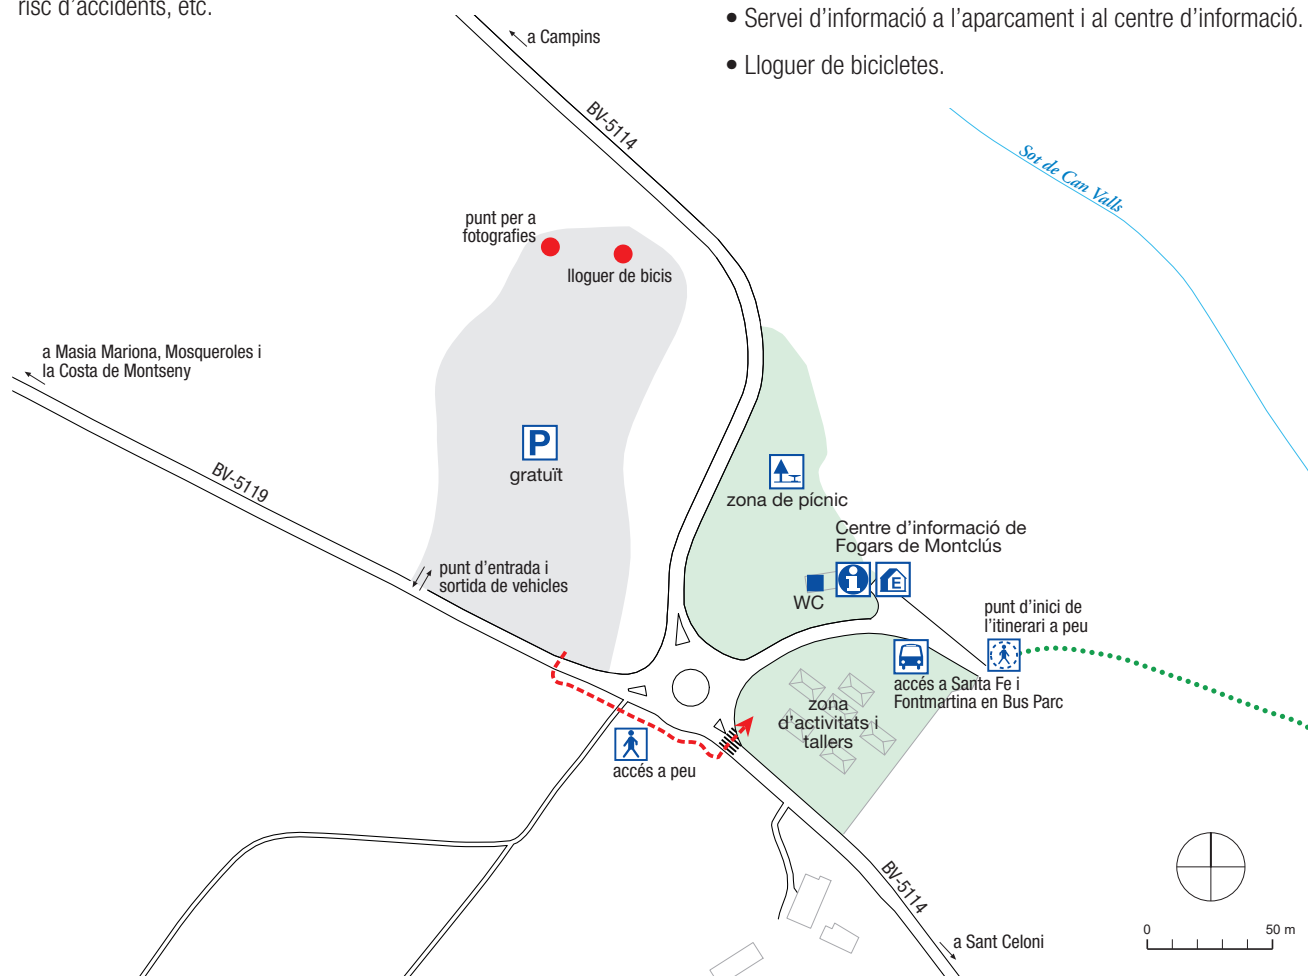 risc d'accidents, etc.
• Servei d'informació a l'aparcament i al centre d'informació.
• Lloguer de bicicletes.
a Campins
BV-5114
Sot de Can Valls
punt per a
fotografies
lloguer de bicis
a Masia Mariona, Mosqueroles i
la Costa de Montseny
BV-5119
P
gratuït
zona de pícnic
Centre d'informació de
Fogars de Montclús
i
E
WC
punt d'entrada i
sortida de vehicles
punt d'inici de
l'itinerari a peu
accés a Santa Fe i
Fontmartina en Bus Parc
zona
d'activitats i
tallers
accés a peu
BV-5114
a Sant Celoni
0 50 m